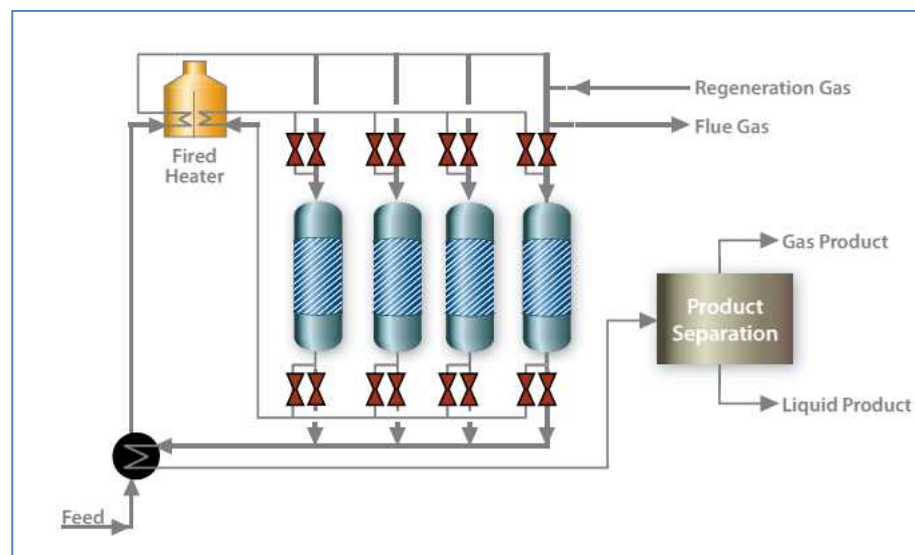 Regeneration Gas
Flue Gas
Fired
Heater
Gas Product
Product
Separation
Liquid Product
Feed